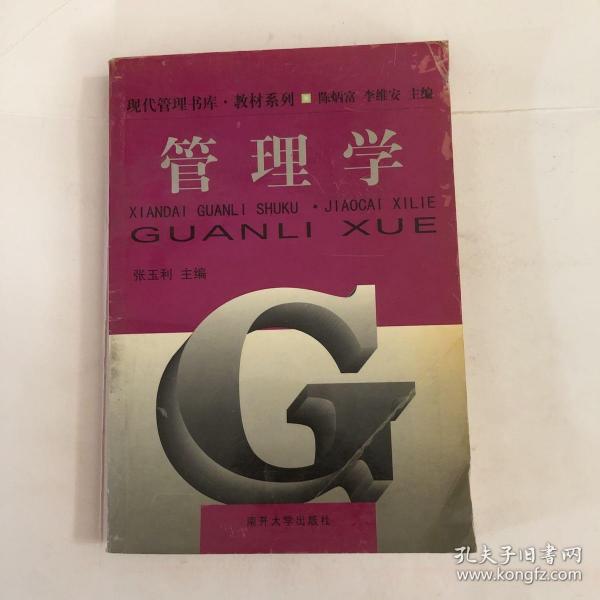 现代管理书库·教材系列 陈炳富 李维安 主编
管理学
XIANDAI GUANLI SHUKU · JIAOCAI XILIE
GUANLI XUE
张玉利 主编
G
南开大学出版社
孔夫子旧书网
www.kongfz.com